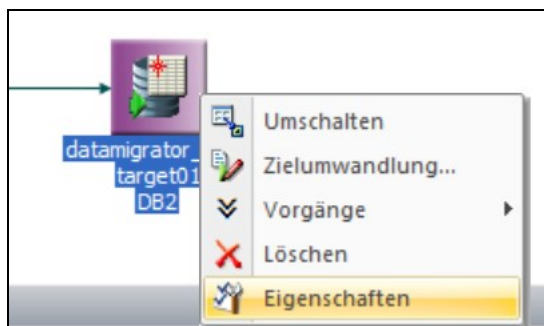 datamigrator_
target01
DB2
Umschalten
Zielumwandlung...
Vorgänge
Löschen
Eigenschaften